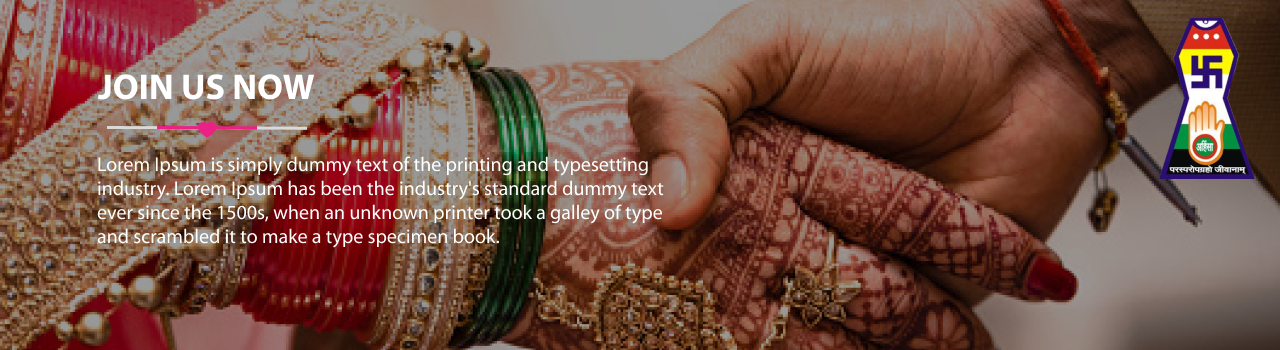 JOIN US NOW
Lorem Ipsum is simply dummy text of the printing and typesetting
industry. Lorem Ipsum has been the industry's standard dummy text
ever since the 1500s, when an unknown printer took a galley of type
and scrambled it to make a type specimen book.
अहिंसा
परस्परोपग्रहो जीवानाम्